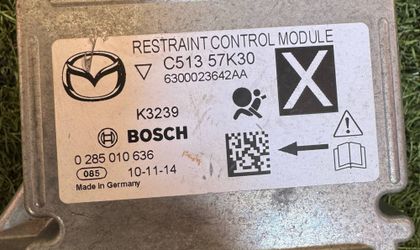 RESTRAINT CONTROL MODULE
C513 57K30
6300023642AA
X
K3239
BOSCH
0 285 010 636
085 10-11-14
Made in Germany